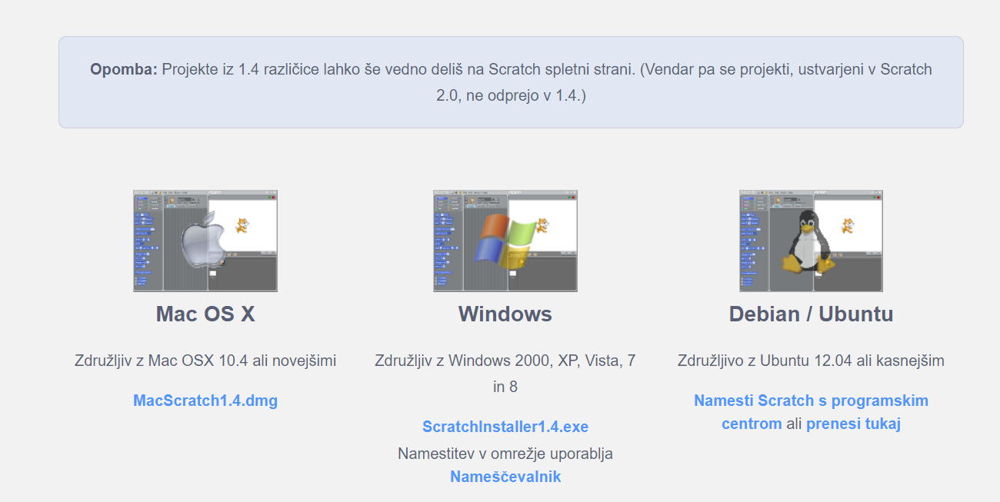 Opomba: Projekte iz 1.4 različice lahko še vedno deliš na Scratch spletni strani. (Vendar pa se projekti, ustvarjeni v Scratch
2.0, ne odprejo v 1.4.)
Mac OS X
Združljiv z Mac OSX 10.4 ali novejšimi
MacScratch1.4.dmg
Windows
Združljiv z Windows 2000, XP, Vista, 7
in 8
ScratchInstaller1.4.exe
Namestitev v omrežje uporablja
Nameščevalnik
Debian / Ubuntu
Združljivo z Ubuntu 12.04 ali kasnejšim
Namesti Scratch s programskim
centrom ali prenesi tukaj